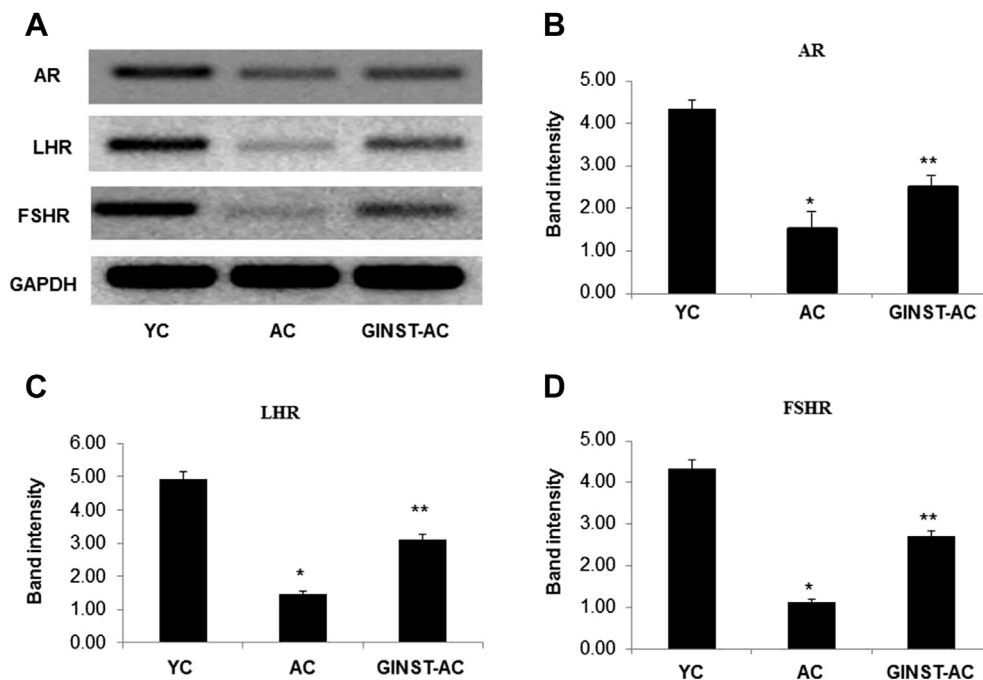 A
AR
LHR
FSHR
GAPDH
YC AC GINST-AC
B
AR
Band intensity
5.00
4.00
3.00
2.00
1.00
0.00
*
**
YC AC GINST-AC
C
LHR
Band intensity
6.00
5.00
4.00
3.00
2.00
1.00
0.00
*
**
YC AC GINST-AC
D
FSHR
Band intensity
5.00
4.00
3.00
2.00
1.00
0.00
*
**
YC AC GINST-AC